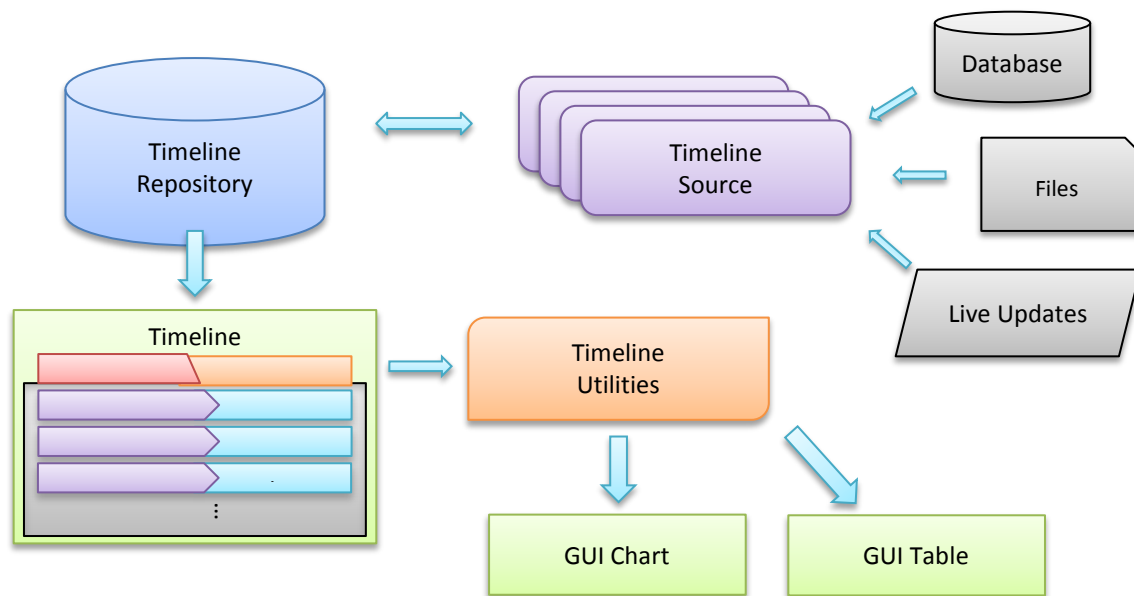 Database
Timeline
Repository
Timeline
Source
Files
Live Updates
Timeline
Timeline
Utilities
GUI Chart
GUI Table